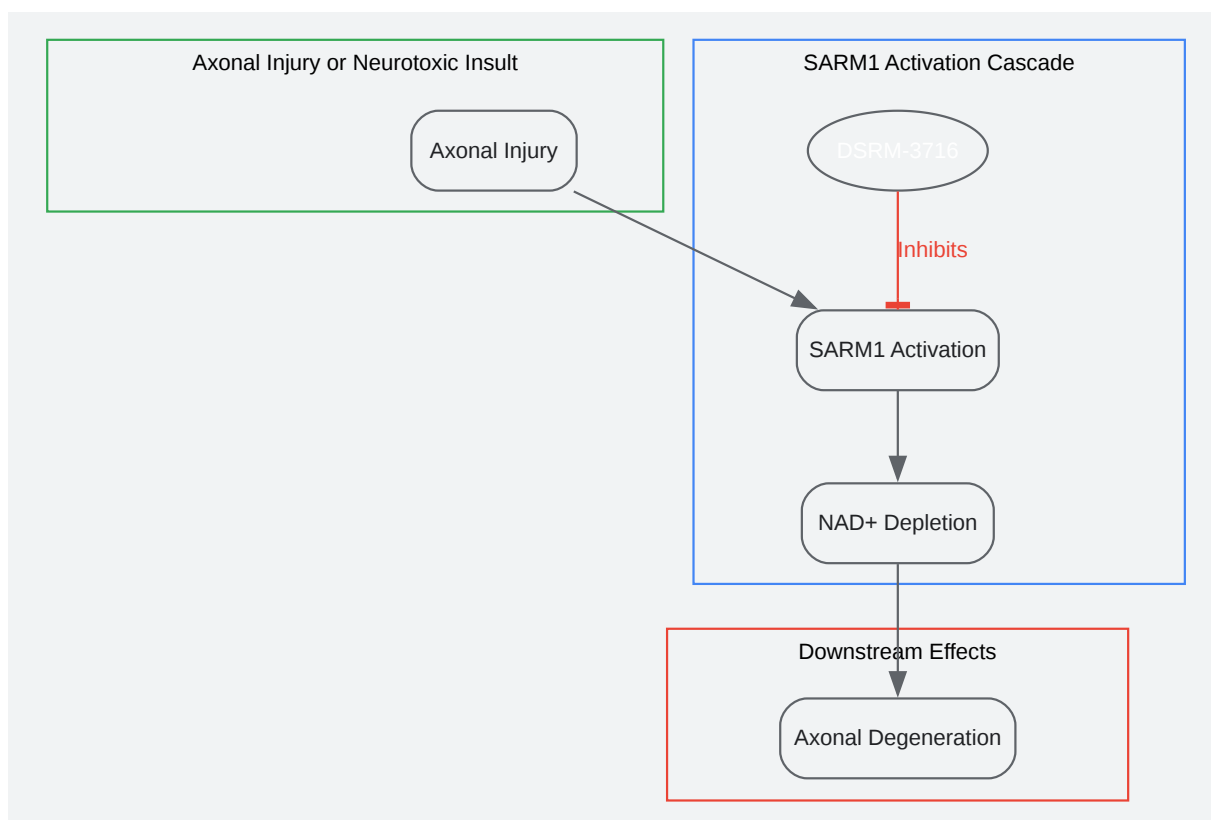 Axonal Injury or Neurotoxic Insult
SARM1 Activation Cascade
Axonal Injury
DSRM-3716
Inhibits
SARM1 Activation
NAD+ Depletion
Downstream Effects
Axonal Degeneration